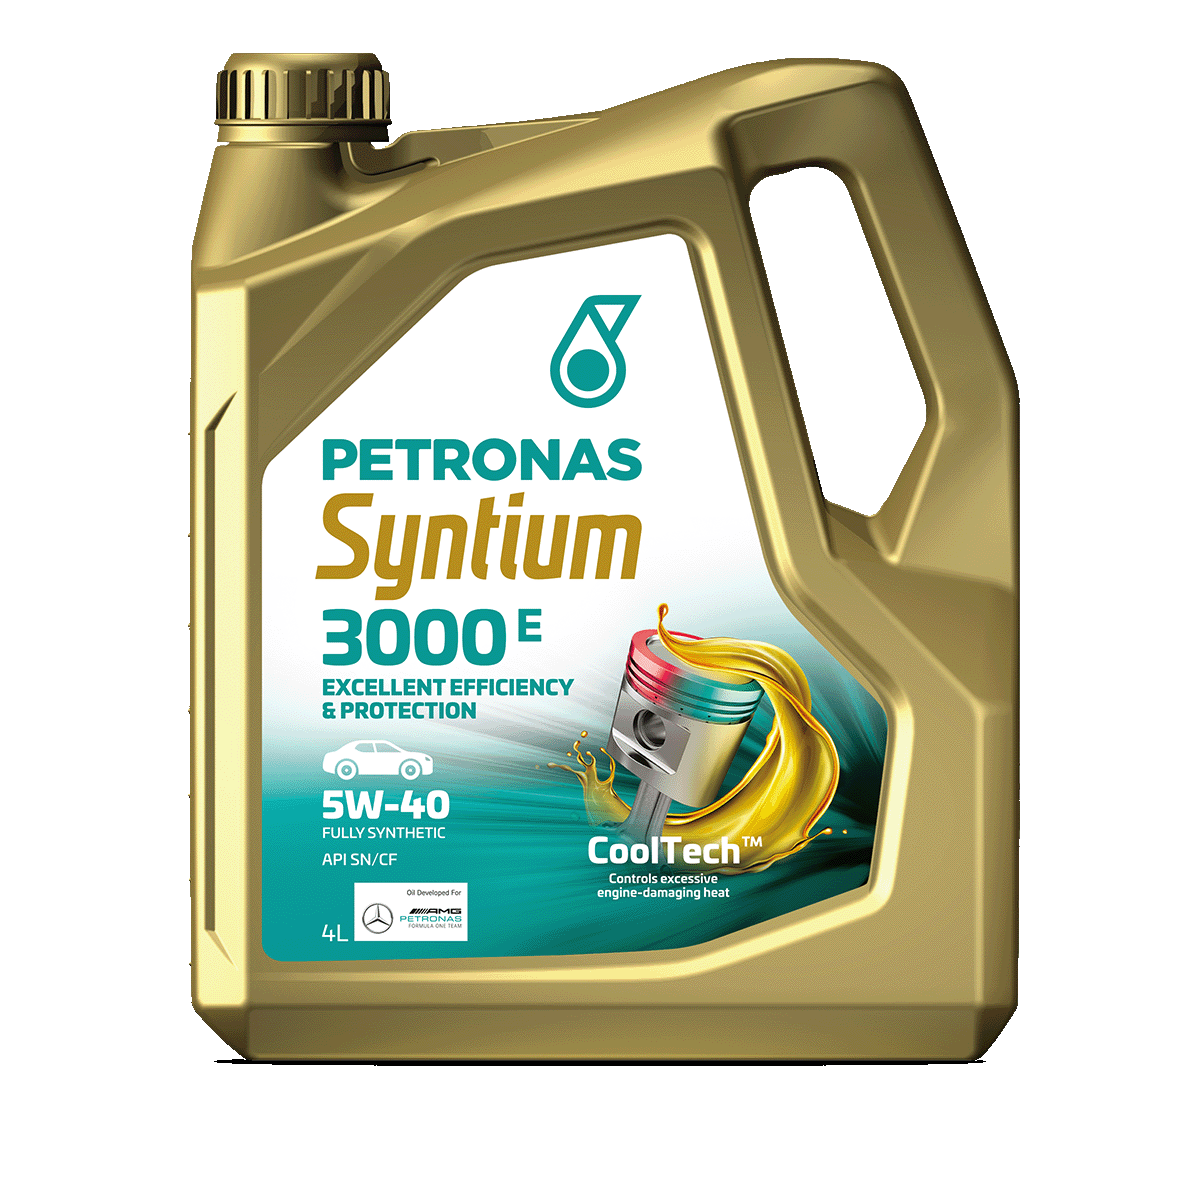 PETRONAS
Syntium
3000 E
EXCELLENT EFFICIENCY
& PROTECTION
5W-40
FULLY SYNTHETIC
API SN/CF
4L
Oil Developed For
AMG
PETRONAS
FORMULA ONE TEAM
CoolTech™
Controls excessive
engine-damaging heat